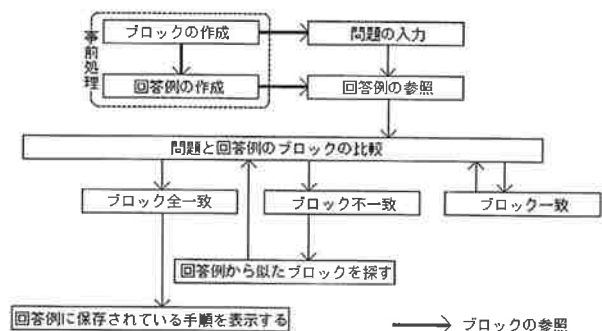 事前処理
ブロックの作成
問題の入力
回答例の作成
回答例の参照
問題と回答例のブロックの比較
ブロック全一致
ブロック不一致
ブロック一致
回答例から似たブロックを探す
回答例に保存されている手順を表示する
ブロックの参照